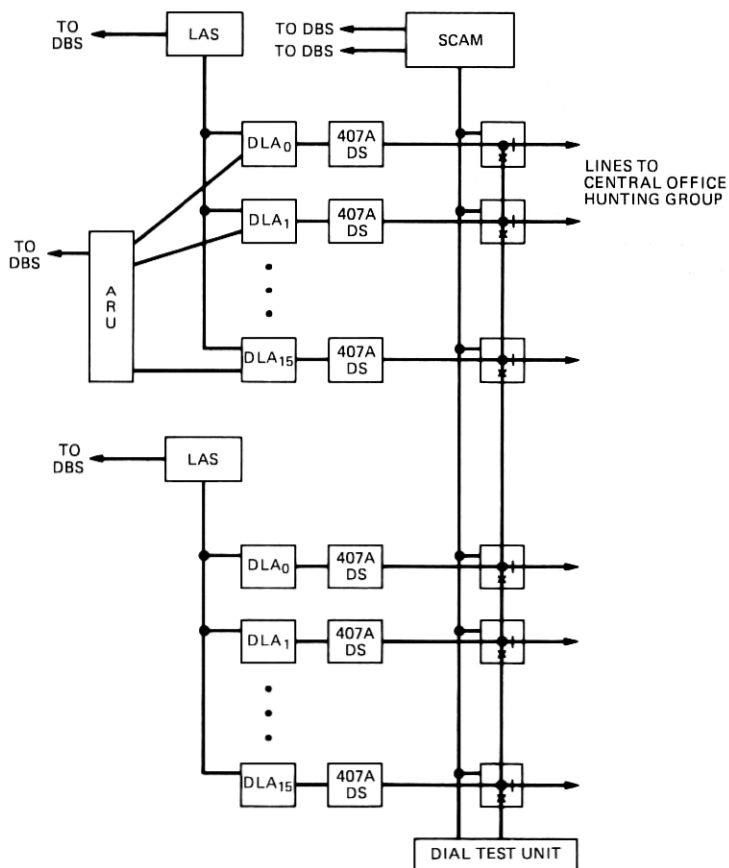 TO DBS
LAS
TO DBS
TO DBS
SCAM
DLA0
407A DS
LINES TO
CENTRAL OFFICE
HUNTING GROUP
DLA1
407A DS
TO DBS
ARU
DLA15
407A DS
TO DBS
LAS
DLA0
407A DS
DLA1
407A DS
DLA15
407A DS
DIAL TEST UNIT